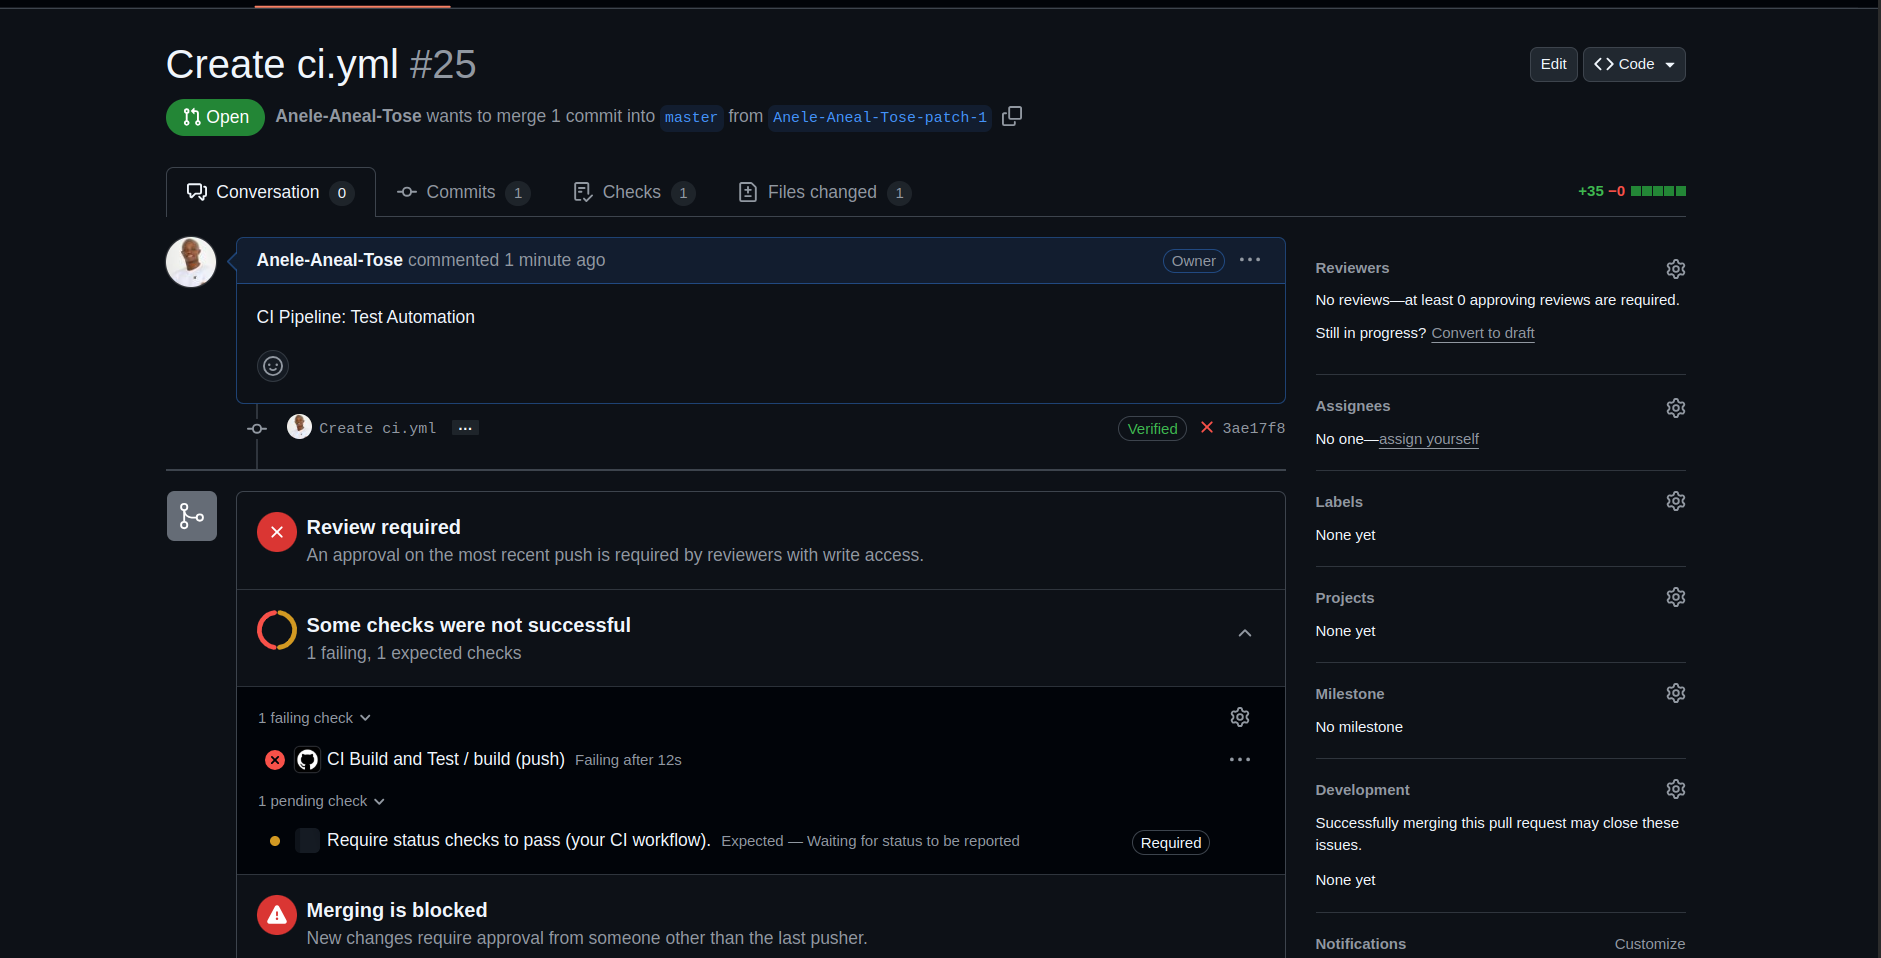 Create ci.yml #25
Edit
Code
Open
Anele-Aneal-Tose wants to merge 1 commit into master from Anele-Aneal-Tose-patch-1
Conversation 0
Commits 1
Checks 1
Files changed 1
+35 −0
Anele-Aneal-Tose commented 1 minute ago
Owner
CI Pipeline: Test Automation
Create ci.yml
Verified
3ae17f8
Review required
An approval on the most recent push is required by reviewers with write access.
Some checks were not successful
1 failing, 1 expected checks
1 failing check
CI Build and Test / build (push) Failing after 12s
1 pending check
Require status checks to pass (your CI workflow). Expected — Waiting for status to be reported
Required
Merging is blocked
New changes require approval from someone other than the last pusher.
Reviewers
No reviews—at least 0 approving reviews are required.
Still in progress? Convert to draft
Assignees
No one—assign yourself
Labels
None yet
Projects
None yet
Milestone
No milestone
Development
Successfully merging this pull request may close these
issues.
None yet
Notifications
Customize